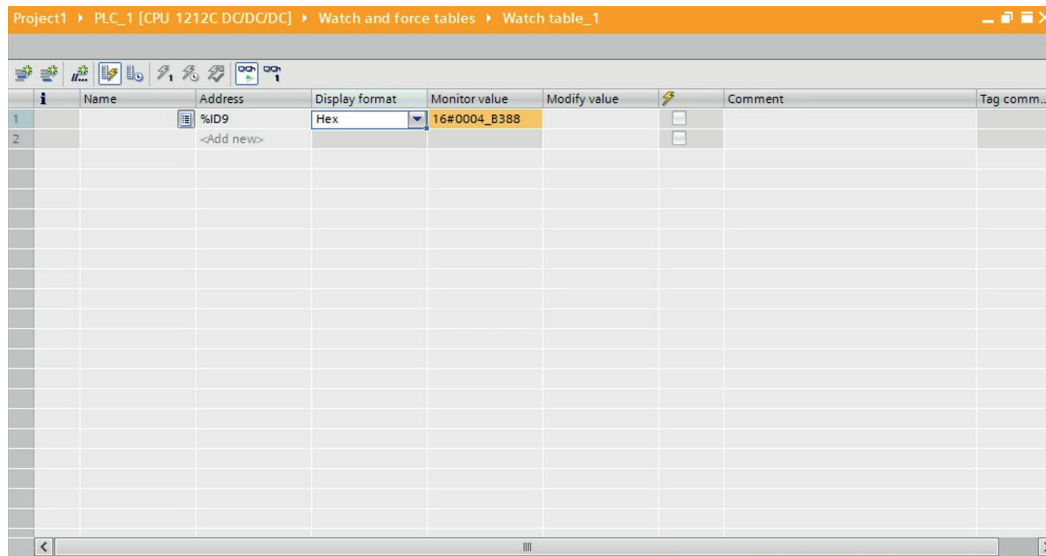 Project1 ▸ PLC_1 [CPU 1212C DC/DC/DC] ▸ Watch and force tables ▸ Watch table_1
i Name Address Display format Monitor value Modify value Comment Tag comm...
1 %ID9 Hex 16#0004_B388
2 <Add new>